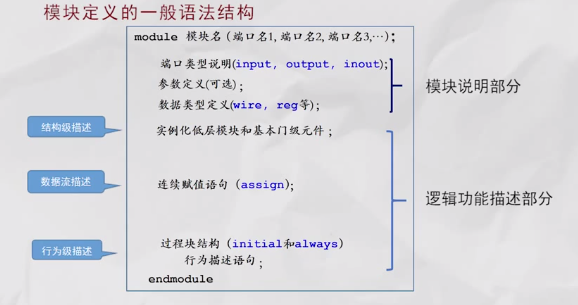 模块定义的一般语法结构
module 模块名（端口名1, 端口名2, 端口名3,…）;
端口类型说明(input, output, inout);
参数定义(可选);
数据类型定义(wire, reg等);
模块说明部分
结构级描述
实例化低层模块和基本门级元件;
数据流描述
连续赋值语句（assign);
逻辑功能描述部分
行为级描述
过程块结构（initial和always）
行为描述语句;
endmodule